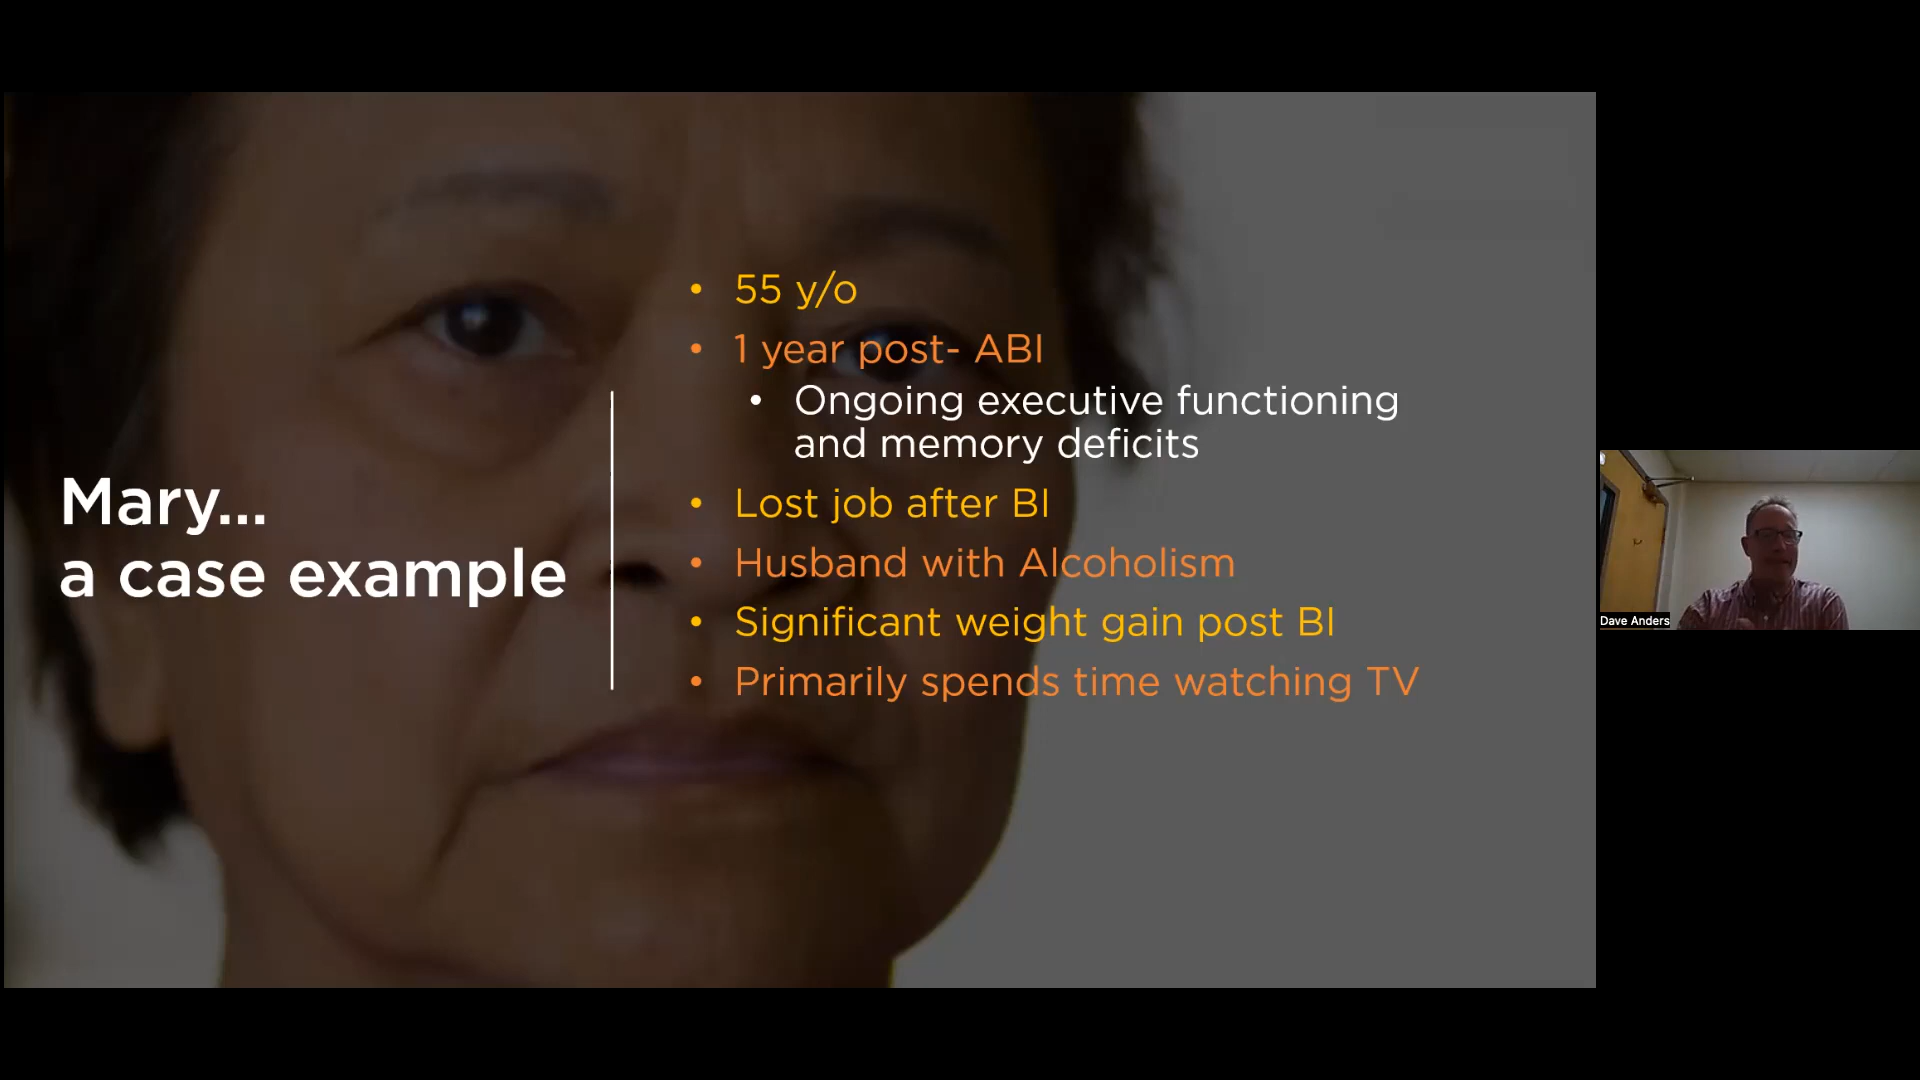 Mary...
a case example
• 55 y/o
• 1 year post- ABI
• Ongoing executive functioning
and memory deficits
• Lost job after BI
• Husband with Alcoholism
• Significant weight gain post BI
• Primarily spends time watching TV
Dave Anders